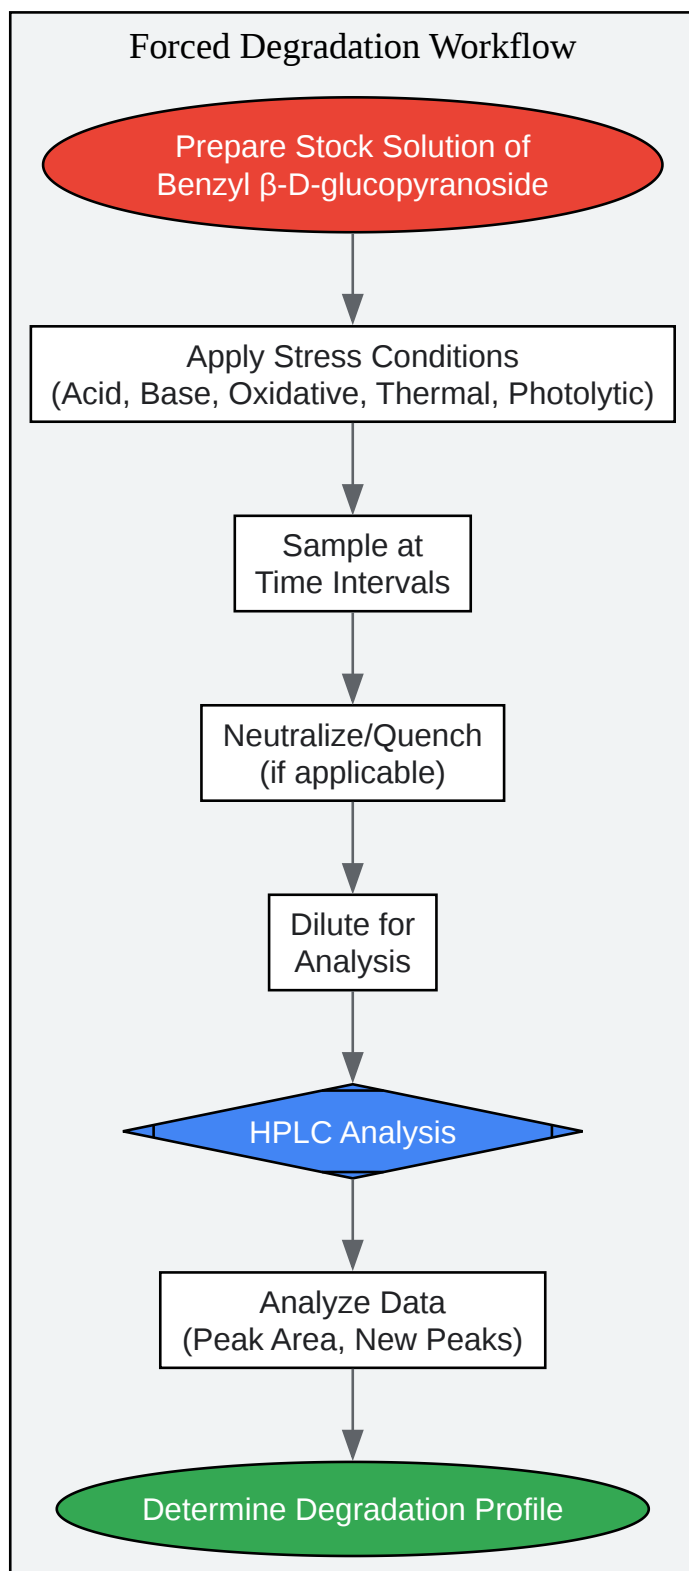 Forced Degradation Workflow
Prepare Stock Solution of
Benzyl β-D-glucopyranoside
Apply Stress Conditions
(Acid, Base, Oxidative, Thermal, Photolytic)
Sample at
Time Intervals
Neutralize/Quench
(if applicable)
Dilute for
Analysis
HPLC Analysis
Analyze Data
(Peak Area, New Peaks)
Determine Degradation Profile